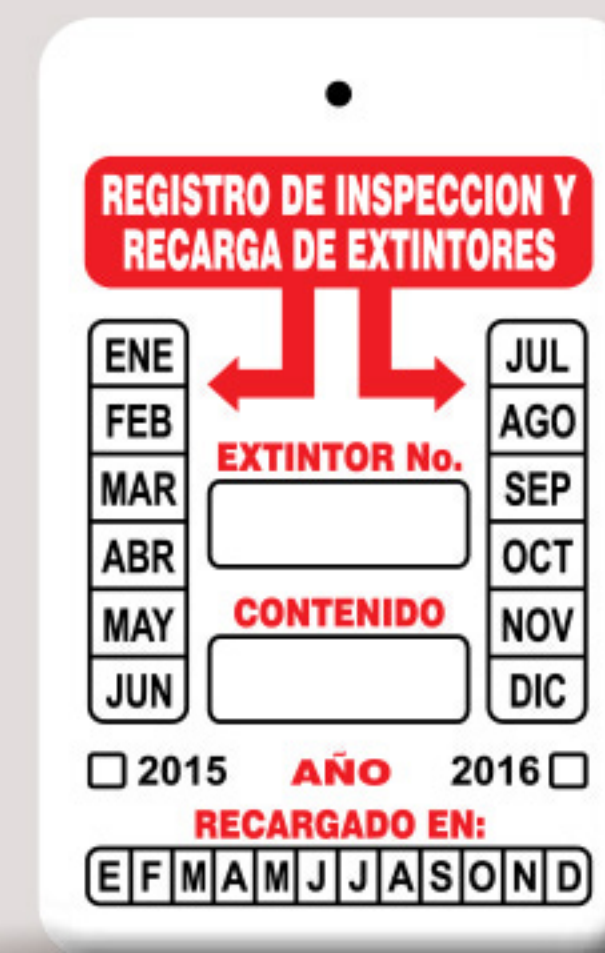 REGISTRO DE INSPECCION Y
RECARGA DE EXTINTORES
ENE
FEB
MAR
ABR
MAY
JUN
EXTINTOR No.
CONTENIDO
JUL
AGO
SEP
OCT
NOV
DIC
2015 AÑO 2016
RECARGADO EN:
E F M A M J J A S O N D